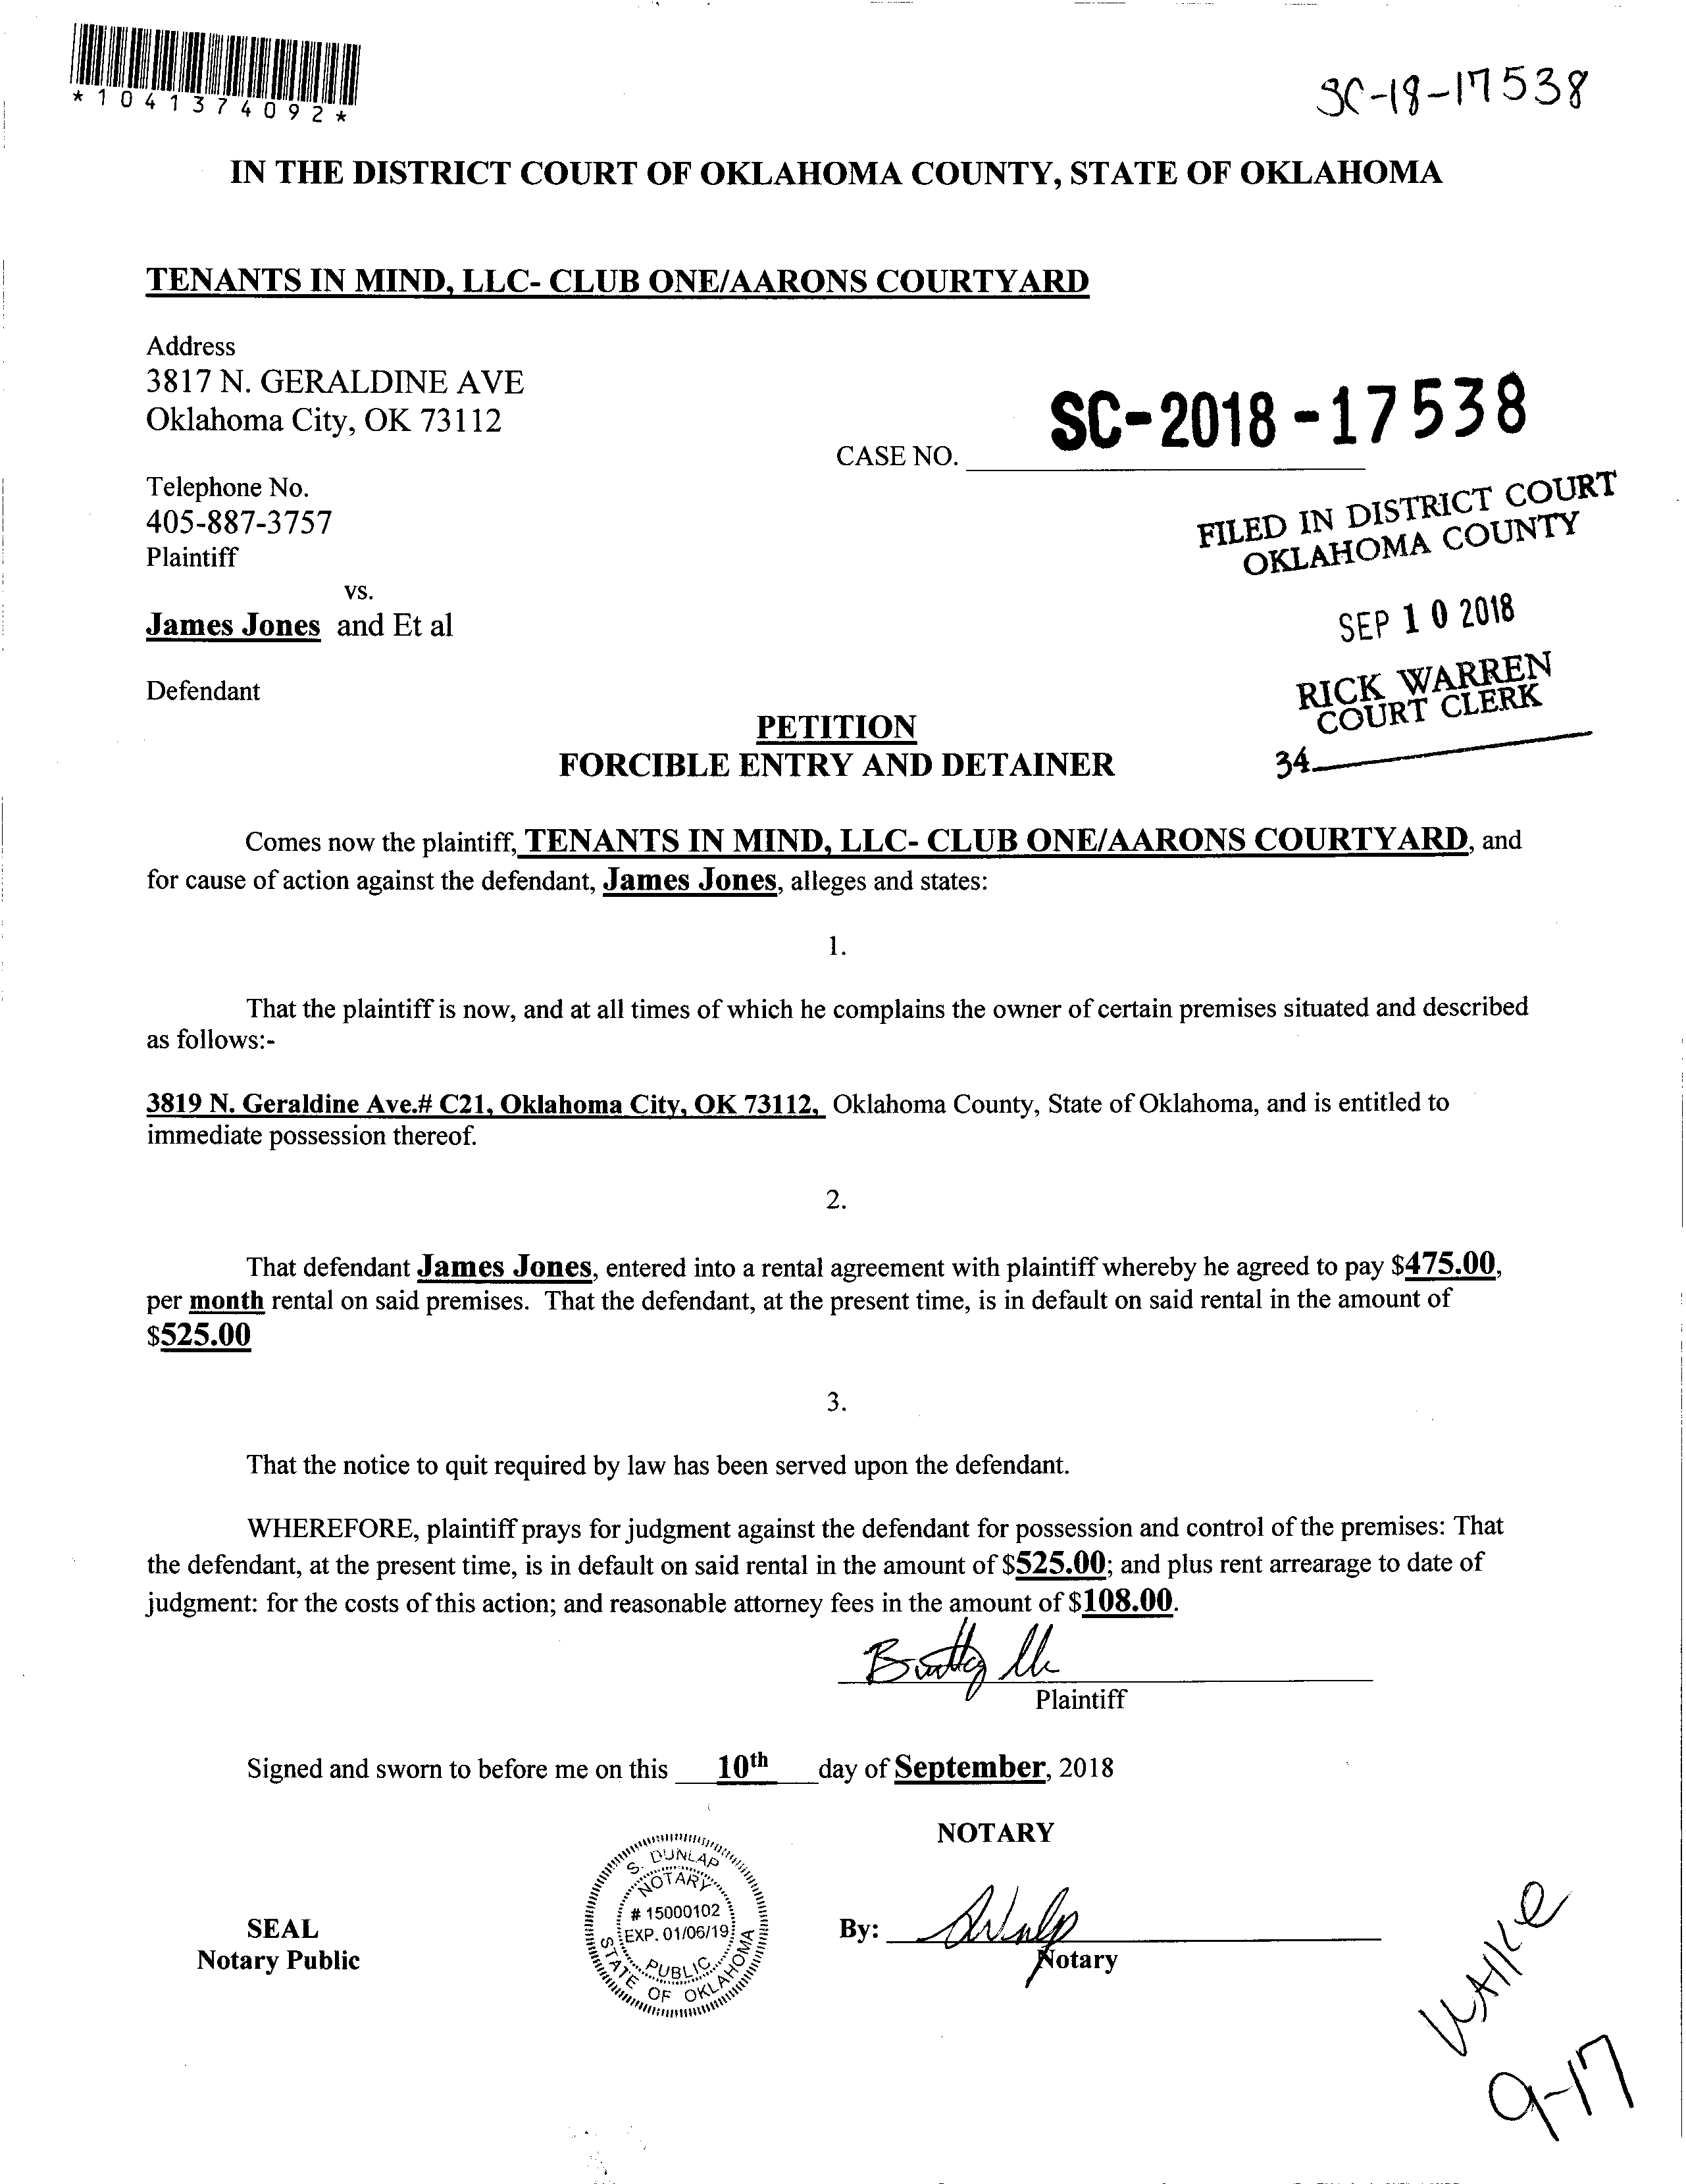 *1041374092*
SC-18-17538
IN THE DISTRICT COURT OF OKLAHOMA COUNTY, STATE OF OKLAHOMA
TENANTS IN MIND, LLC- CLUB ONE/AARONS COURTYARD
Address
3817 N. GERALDINE AVE
Oklahoma City, OK 73112
CASE NO. SC-2018-17538
Telephone No.
405-887-3757
Plaintiff
FILED IN DISTRICT COURT
OKLAHOMA COUNTY
vs.
James Jones and Et al
SEP 10 2018
Defendant
RICK WARREN
COURT CLERK
34
PETITION
FORCIBLE ENTRY AND DETAINER
Comes now the plaintiff, TENANTS IN MIND, LLC- CLUB ONE/AARONS COURTYARD, and
for cause of action against the defendant, James Jones, alleges and states:
1.
That the plaintiff is now, and at all times of which he complains the owner of certain premises situated and described
as follows:-
3819 N. Geraldine Ave.# C21, Oklahoma City, OK 73112, Oklahoma County, State of Oklahoma, and is entitled to
immediate possession thereof.
2.
That defendant James Jones, entered into a rental agreement with plaintiff whereby he agreed to pay $475.00,
per month rental on said premises. That the defendant, at the present time, is in default on said rental in the amount of
$525.00
3.
That the notice to quit required by law has been served upon the defendant.
WHEREFORE, plaintiff prays for judgment against the defendant for possession and control of the premises: That
the defendant, at the present time, is in default on said rental in the amount of $525.00; and plus rent arrearage to date of
judgment: for the costs of this action; and reasonable attorney fees in the amount of $108.00.
Plaintiff
Signed and sworn to before me on this 10th day of September, 2018
NOTARY
S. DUNLAP
NOTARY
# 15000102
EXP. 01/06/19
PUBLIC
STATE OF OKLAHOMA
SEAL
Notary Public
By:
Notary
9-17